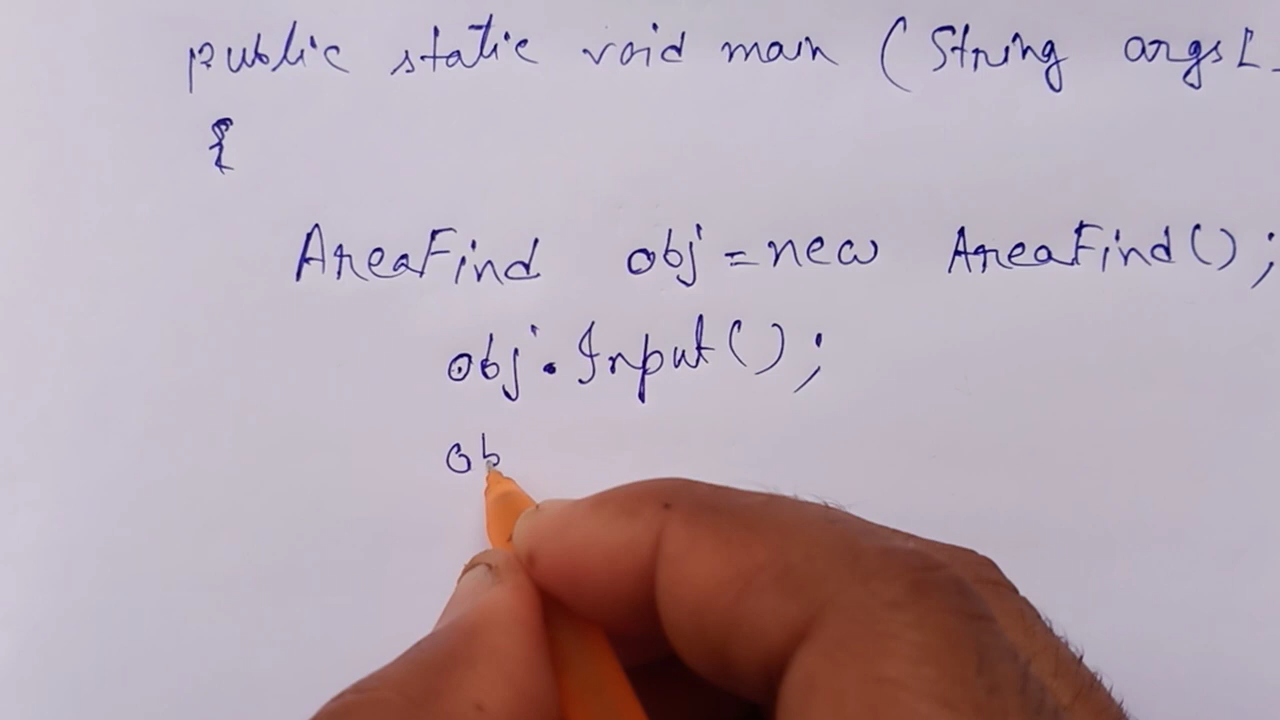 public static void main (String args[
{
AreaFind obj = new AreaFind();
obj.Input();
ob